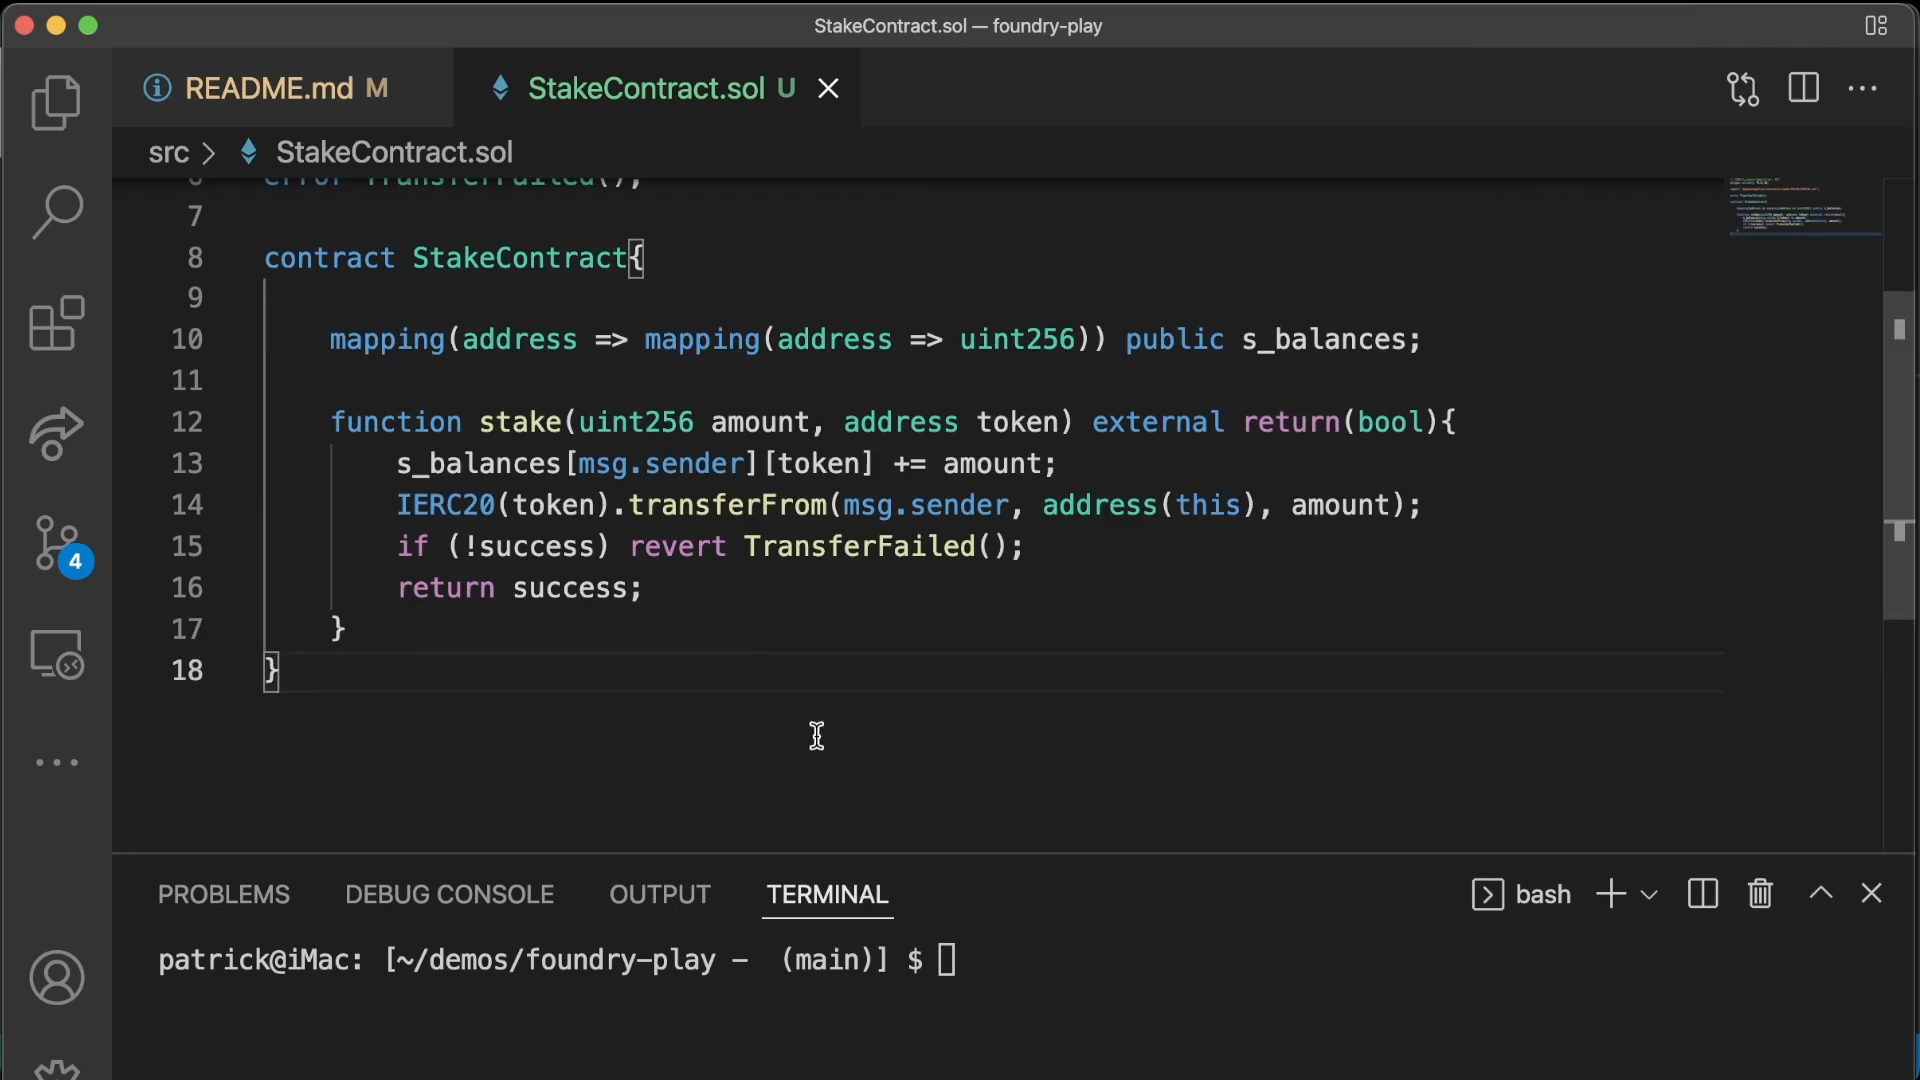 StakeContract.sol — foundry-play
README.md M
StakeContract.sol U
src > StakeContract.sol
6 error TransferFailed();
7
8 contract StakeContract{
9
10 mapping(address => mapping(address => uint256)) public s_balances;
11
12 function stake(uint256 amount, address token) external return(bool){
13 s_balances[msg.sender][token] += amount;
14 IERC20(token).transferFrom(msg.sender, address(this), amount);
15 if (!success) revert TransferFailed();
16 return success;
17 }
18 }
4
PROBLEMS DEBUG CONSOLE OUTPUT TERMINAL bash
patrick@iMac: [~/demos/foundry-play - (main)] $